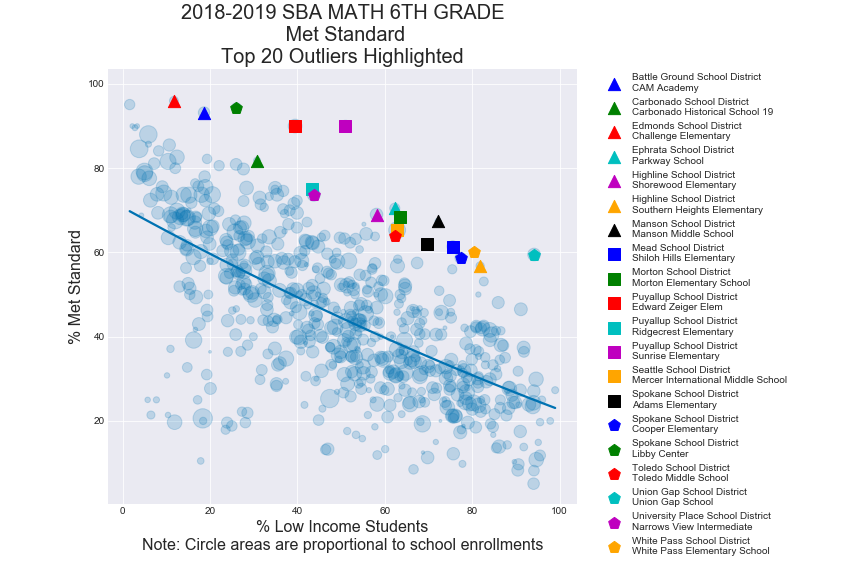 2018-2019 SBA MATH 6TH GRADE
Met Standard
Top 20 Outliers Highlighted
% Met Standard
100
80
60
40
20
0
20
40
60
80
100
% Low Income Students
Note: Circle areas are proportional to school enrollments
Battle Ground School District
CAM Academy
Carbonado School District
Carbonado Historical School 19
Edmonds School District
Challenge Elementary
Ephrata School District
Parkway School
Highline School District
Shorewood Elementary
Highline School District
Southern Heights Elementary
Manson School District
Manson Middle School
Mead School District
Shiloh Hills Elementary
Morton School District
Morton Elementary School
Puyallup School District
Edward Zeiger Elem
Puyallup School District
Ridgecrest Elementary
Puyallup School District
Sunrise Elementary
Seattle School District
Mercer International Middle School
Spokane School District
Adams Elementary
Spokane School District
Cooper Elementary
Spokane School District
Libby Center
Toledo School District
Toledo Middle School
Union Gap School District
Union Gap School
University Place School District
Narrows View Intermediate
White Pass School District
White Pass Elementary School